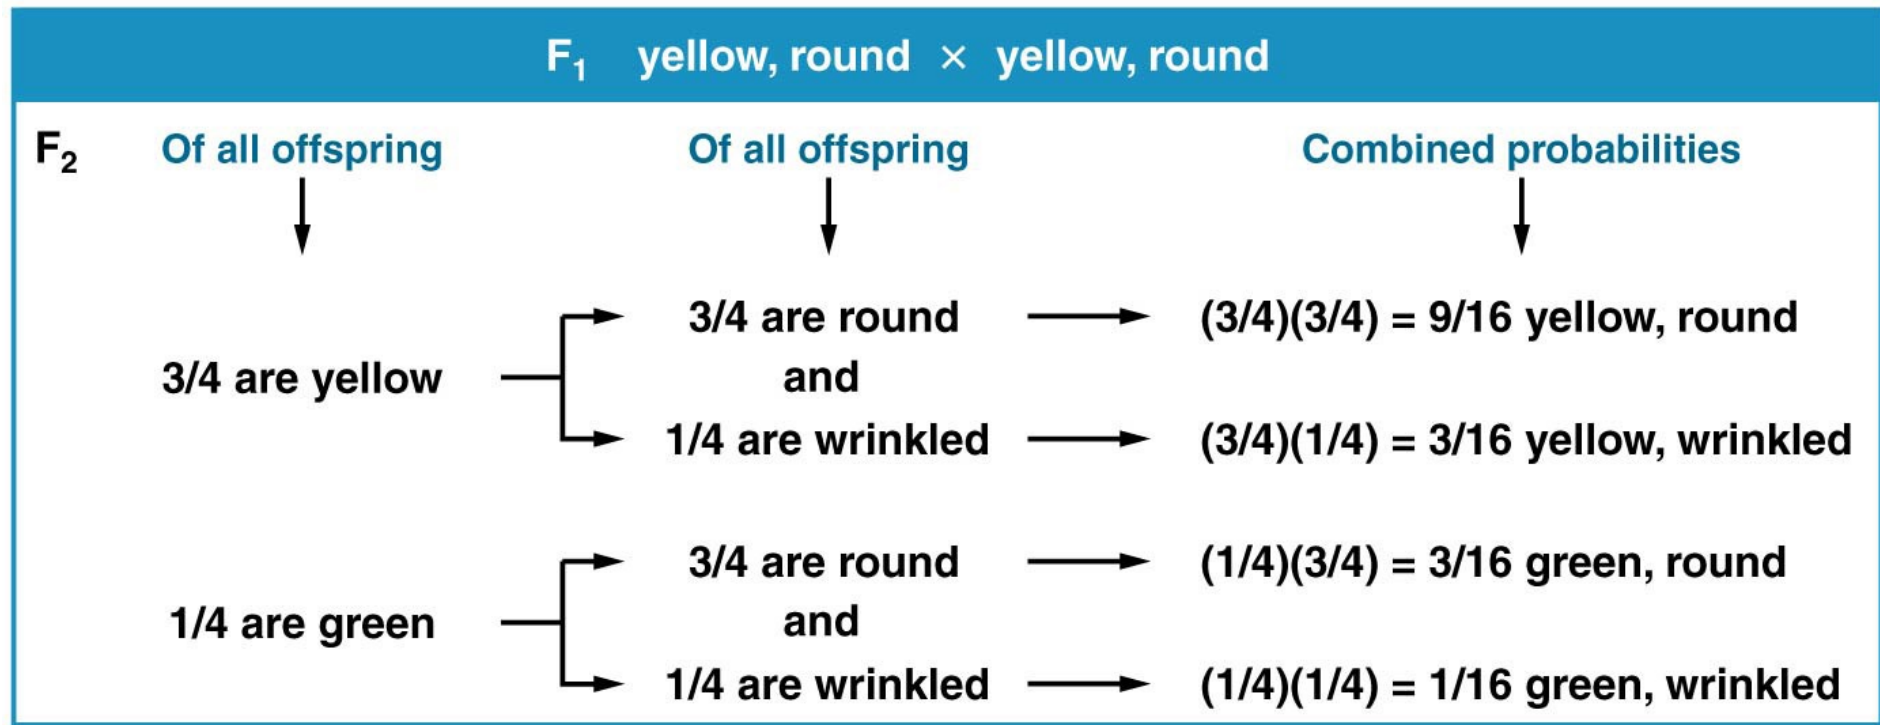 F1 yellow, round × yellow, round
F2 Of all offspring Of all offspring Combined probabilities
3/4 are round (3/4)(3/4) = 9/16 yellow, round
3/4 are yellow and
1/4 are wrinkled (3/4)(1/4) = 3/16 yellow, wrinkled
3/4 are round (1/4)(3/4) = 3/16 green, round
1/4 are green and
1/4 are wrinkled (1/4)(1/4) = 1/16 green, wrinkled